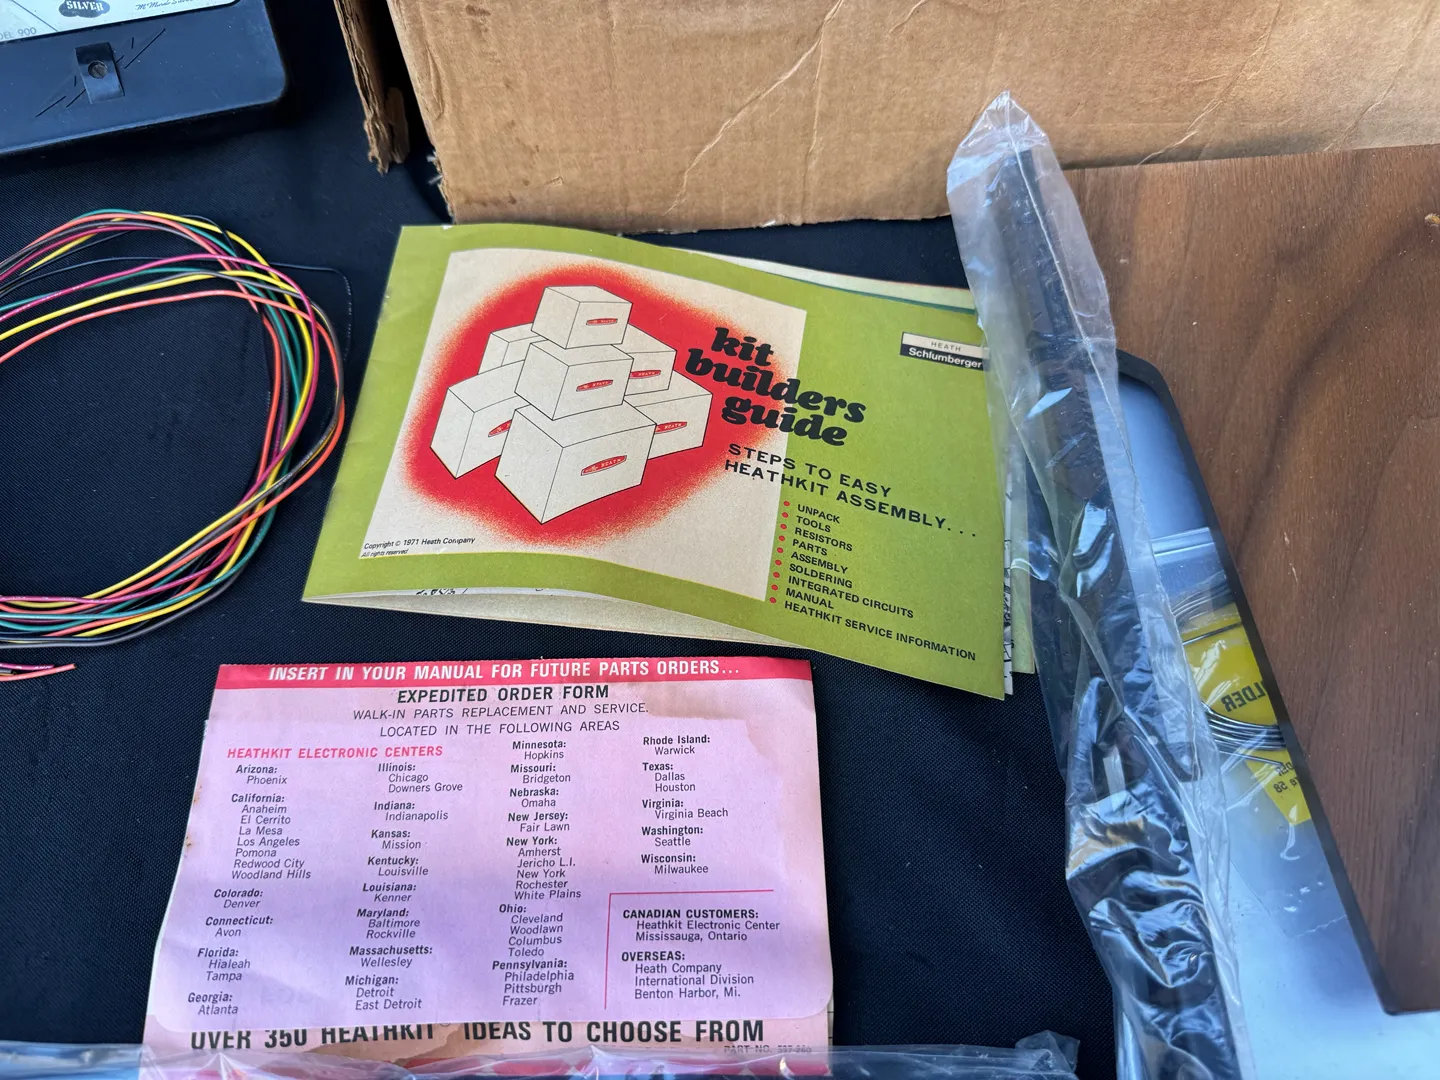 SILVER
900
kit
builders
guide
HEATH
Schlumberger
STEPS TO EASY
HEATHKIT ASSEMBLY. . .
• UNPACK
• TOOLS
• RESISTORS
• PARTS
• ASSEMBLY
• SOLDERING
• INTEGRATED CIRCUITS
• MANUAL
• HEATHKIT SERVICE INFORMATION
HEATH
HEATH
HEATH
HEATH
HEATH
Copyright © 1971 Heath Company
All rights reserved
INSERT IN YOUR MANUAL FOR FUTURE PARTS ORDERS...
EXPEDITED ORDER FORM
WALK-IN PARTS REPLACEMENT AND SERVICE.
LOCATED IN THE FOLLOWING AREAS
HEATHKIT ELECTRONIC CENTERS
Arizona:
Phoenix
California:
Anaheim
El Cerrito
La Mesa
Los Angeles
Pomona
Redwood City
Woodland Hills
Colorado:
Denver
Connecticut:
Avon
Florida:
Hialeah
Tampa
Georgia:
Atlanta
Illinois:
Chicago
Downers Grove
Indiana:
Indianapolis
Kansas:
Mission
Kentucky:
Louisville
Louisiana:
Kenner
Maryland:
Baltimore
Rockville
Massachusetts:
Wellesley
Michigan:
Detroit
East Detroit
Minnesota:
Hopkins
Missouri:
Bridgeton
Nebraska:
Omaha
New Jersey:
Fair Lawn
New York:
Amherst
Jericho L.I.
New York
Rochester
White Plains
Ohio:
Cleveland
Woodlawn
Columbus
Toledo
Pennsylvania:
Philadelphia
Pittsburgh
Frazer
Rhode Island:
Warwick
Texas:
Dallas
Houston
Virginia:
Virginia Beach
Washington:
Seattle
Wisconsin:
Milwaukee
CANADIAN CUSTOMERS:
Heathkit Electronic Center
Mississauga, Ontario
OVERSEAS:
Heath Company
International Division
Benton Harbor, Mi.
OVER 350 HEATHKIT® IDEAS TO CHOOSE FROM
PART NO.